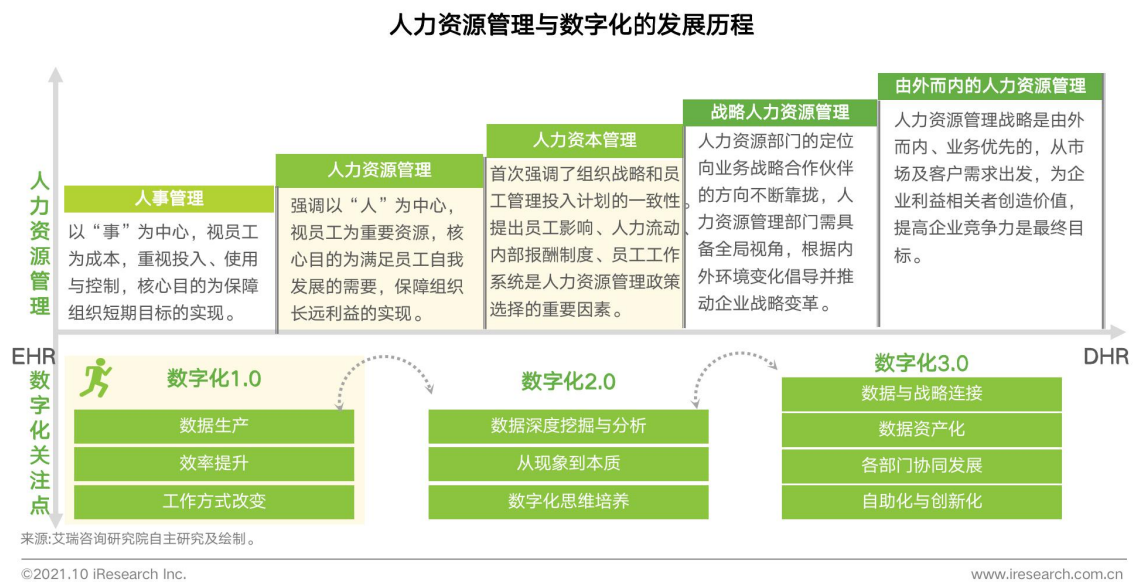 人力资源管理与数字化的发展历程
人力资源管理
人事管理
以“事”为中心，视员工
为成本，重视投入、使用
与控制，核心目的为保障
组织短期目标的实现。
人力资源管理
强调以“人”为中心，
视员工为重要资源，核
心目的为满足员工自我
发展的需要，保障组织
长远利益的实现。
人力资本管理
首次强调了组织战略和员
工管理投入计划的一致性。
提出员工影响、人力流动、
内部报酬制度、员工工作
系统是人力资源管理政策
选择的重要因素。
战略人力资源管理
人力资源部门的定位
向业务战略合作伙伴
的方向不断靠拢，人
力资源管理部门需具
备全局视角，根据内
外环境变化倡导并推
动企业战略变革。
由外而内的人力资源管理
人力资源管理战略是由外
而内、业务优先的，从市
场及客户需求出发，为企
业利益相关者创造价值，
提高企业竞争力是最终目
标。
EHR
DHR
数字化关注点
数字化1.0
数据生产
效率提升
工作方式改变
数字化2.0
数据深度挖掘与分析
从现象到本质
数字化思维培养
数字化3.0
数据与战略连接
数据资产化
各部门协同发展
自助化与创新化
来源:艾瑞咨询研究院自主研究及绘制。
©2021.10 iResearch Inc.
www.iresearch.com.cn